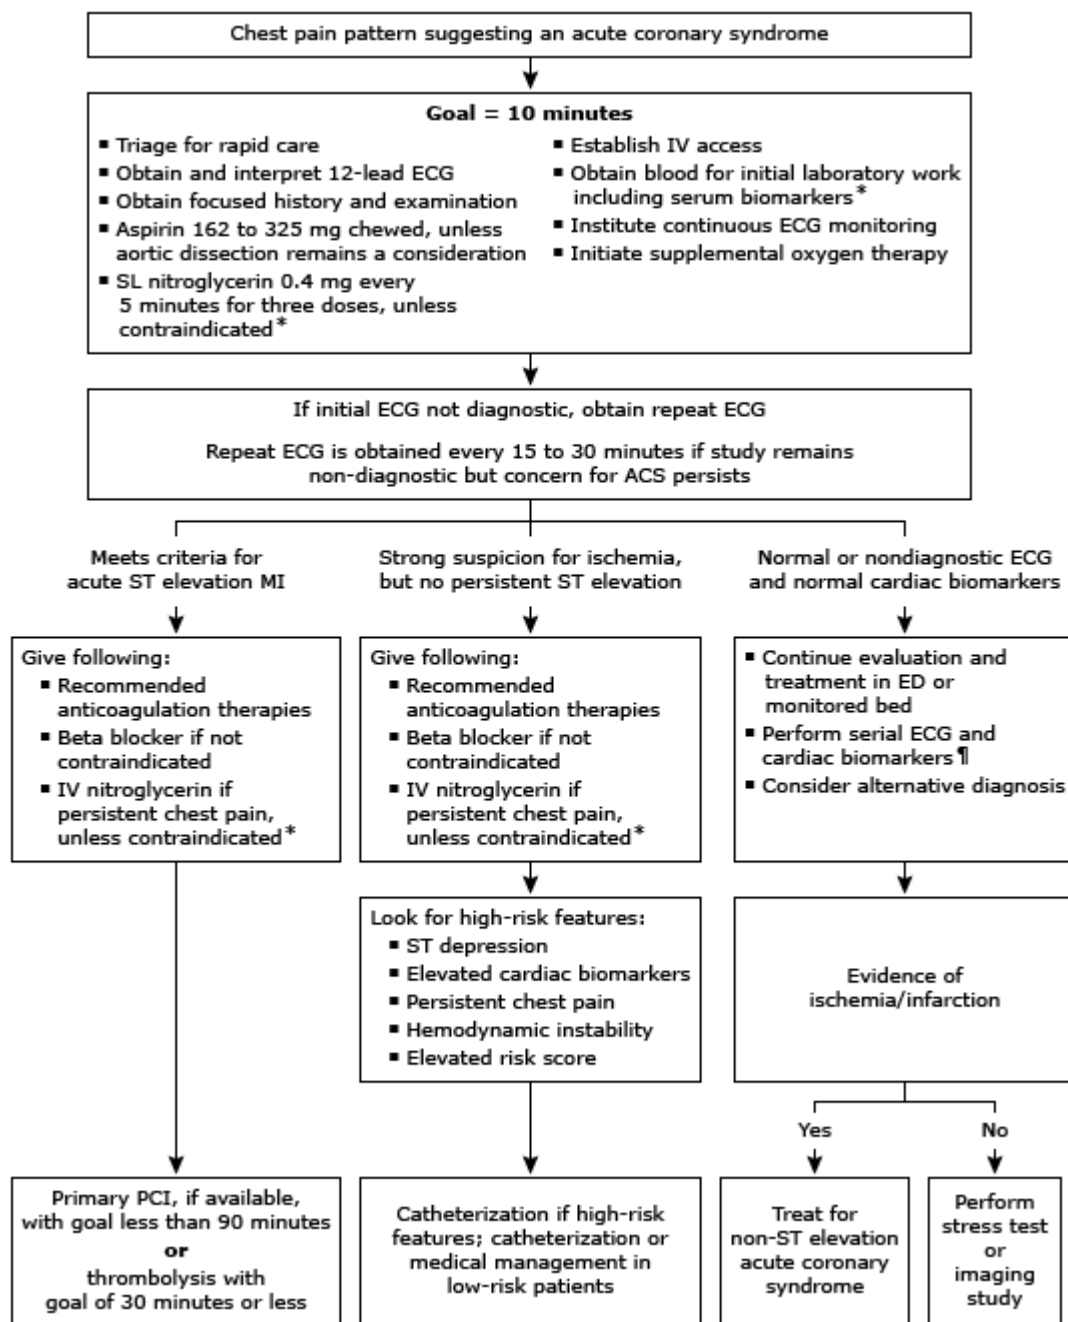 Chest pain pattern suggesting an acute coronary syndrome
Goal = 10 minutes
▪ Triage for rapid care
▪ Obtain and interpret 12-lead ECG
▪ Obtain focused history and examination
▪ Aspirin 162 to 325 mg chewed, unless
aortic dissection remains a consideration
▪ SL nitroglycerin 0.4 mg every
5 minutes for three doses, unless
contraindicated*
▪ Establish IV access
▪ Obtain blood for initial laboratory work
including serum biomarkers*
▪ Institute continuous ECG monitoring
▪ Initiate supplemental oxygen therapy
If initial ECG not diagnostic, obtain repeat ECG
Repeat ECG is obtained every 15 to 30 minutes if study remains
non-diagnostic but concern for ACS persists
Meets criteria for
acute ST elevation MI
Give following:
▪ Recommended
anticoagulation therapies
▪ Beta blocker if not
contraindicated
▪ IV nitroglycerin if
persistent chest pain,
unless contraindicated*
Primary PCI, if available,
with goal less than 90 minutes
or
thrombolysis with
goal of 30 minutes or less
Strong suspicion for ischemia,
but no persistent ST elevation
Give following:
▪ Recommended
anticoagulation therapies
▪ Beta blocker if not
contraindicated
▪ IV nitroglycerin if
persistent chest pain,
unless contraindicated*
Look for high-risk features:
▪ ST depression
▪ Elevated cardiac biomarkers
▪ Persistent chest pain
▪ Hemodynamic instability
▪ Elevated risk score
Catheterization if high-risk
features; catheterization or
medical management in
low-risk patients
Normal or nondiagnostic ECG
and normal cardiac biomarkers
▪ Continue evaluation and
treatment in ED or
monitored bed
▪ Perform serial ECG and
cardiac biomarkers¶
▪ Consider alternative diagnosis
Evidence of
ischemia/infarction
Yes
Treat for
non-ST elevation
acute coronary
syndrome
No
Perform
stress test
or
imaging
study